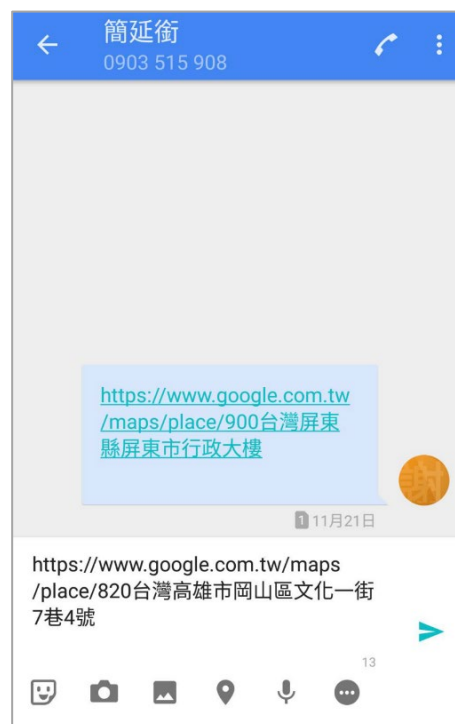 簡延銜
0903 515 908
https://www.google.com.tw
/maps/place/900台灣屏東
縣屏東市行政大樓
謝
1 11月21日
https://www.google.com.tw/maps
/place/820台灣高雄市岡山區文化一街
7巷4號
13